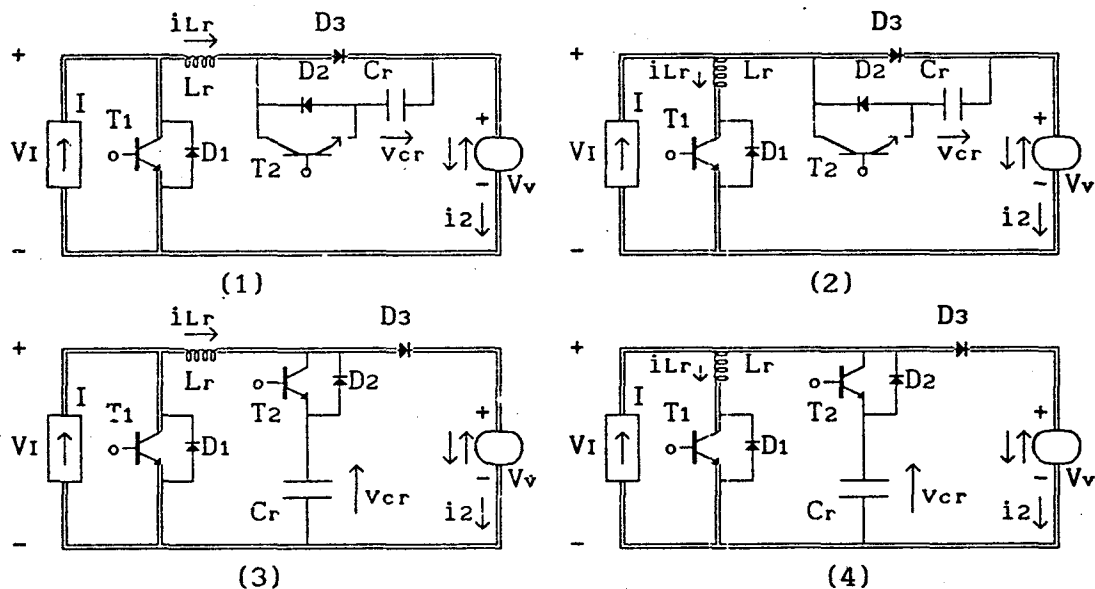 iLr
D3
+
Lr
D2
Cr
I
T1
+
VI
D1
T2
vcr
−
Vv
i2
−
(1)
D3
+
iLr
Lr
D2
Cr
I
T1
+
VI
D1
T2
vcr
−
Vv
i2
−
(2)
iLr
D3
+
Lr
D2
I
T1
T2
+
VI
D1
Vv
vcr
−
Cr
i2
−
(3)
D3
+
iLr
Lr
D2
I
T1
T2
+
VI
D1
Vv
vcr
−
Cr
i2
−
(4)